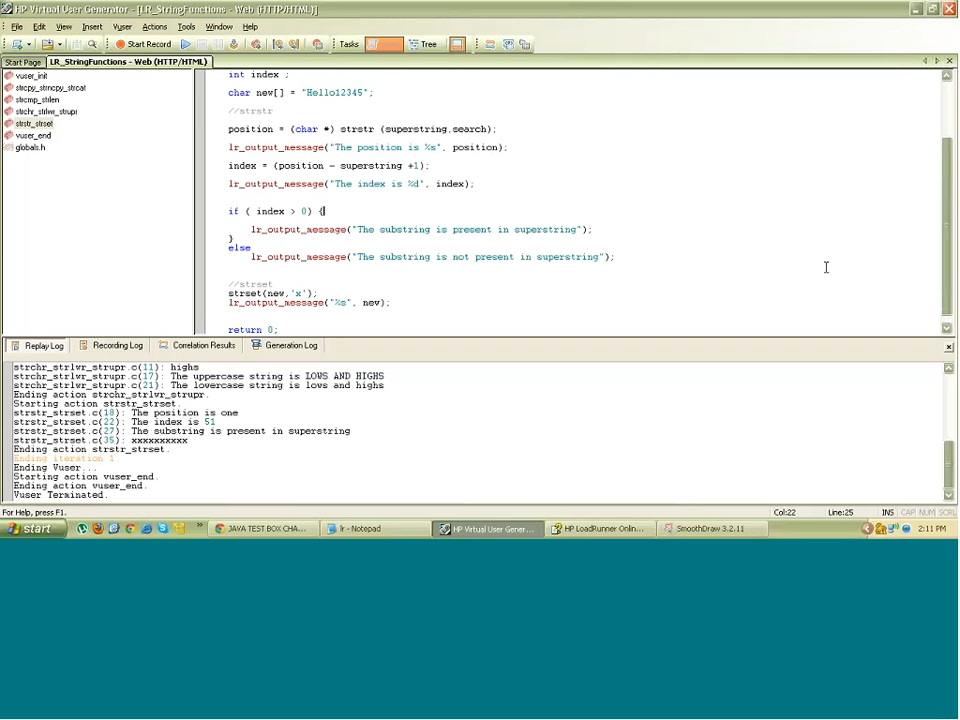 HP Virtual User Generator - [LR_StringFunctions - Web (HTTP/HTML)]
File Edit View Insert Vuser Actions Tools Window Help
Start Record Tasks Tree
Start Page LR_StringFunctions - Web (HTTP/HTML)
vuser_init
strcpy_strncpy_strcat
strcmp_strlen
strchr_strlwr_strupr
strstr_strset
vuser_end
globals.h
int index ;
char new[] = "Hello12345";
//strstr
position = (char *) strstr (superstring,search);
lr_output_message("The position is %s", position);
index = (position - superstring +1);
lr_output_message("The index is %d", index);
if ( index > 0) {
lr_output_message("The substring is present in superstring");
}
else
lr_output_message("The substring is not present in superstring");
//strset
strset(new,'x');
lr_output_message("%s", new);
return 0;
Replay Log Recording Log Correlation Results Generation Log
strchr_strlwr_strupr.c(11): highs
strchr_strlwr_strupr.c(17): The uppercase string is LOWS AND HIGHS
strchr_strlwr_strupr.c(21): The lowercase string is lows and highs
Ending action strchr_strlwr_strupr.
Starting action strstr_strset.
strstr_strset.c(18): The position is one
strstr_strset.c(22): The index is 51
strstr_strset.c(27): The substring is present in superstring
strstr_strset.c(35): xxxxxxxxxx
Ending action strstr_strset.
Ending iteration 1.
Ending Vuser...
Starting action vuser_end.
Ending action vuser_end.
Vuser Terminated.
For Help, press F1. Col:22 Line:25 INS CAP NUM SCRL
start JAVA TEST BOX CHA... lr - Notepad HP Virtual User Gener... HP LoadRunner Onlin... SmoothDraw 3.2.11 2:11 PM